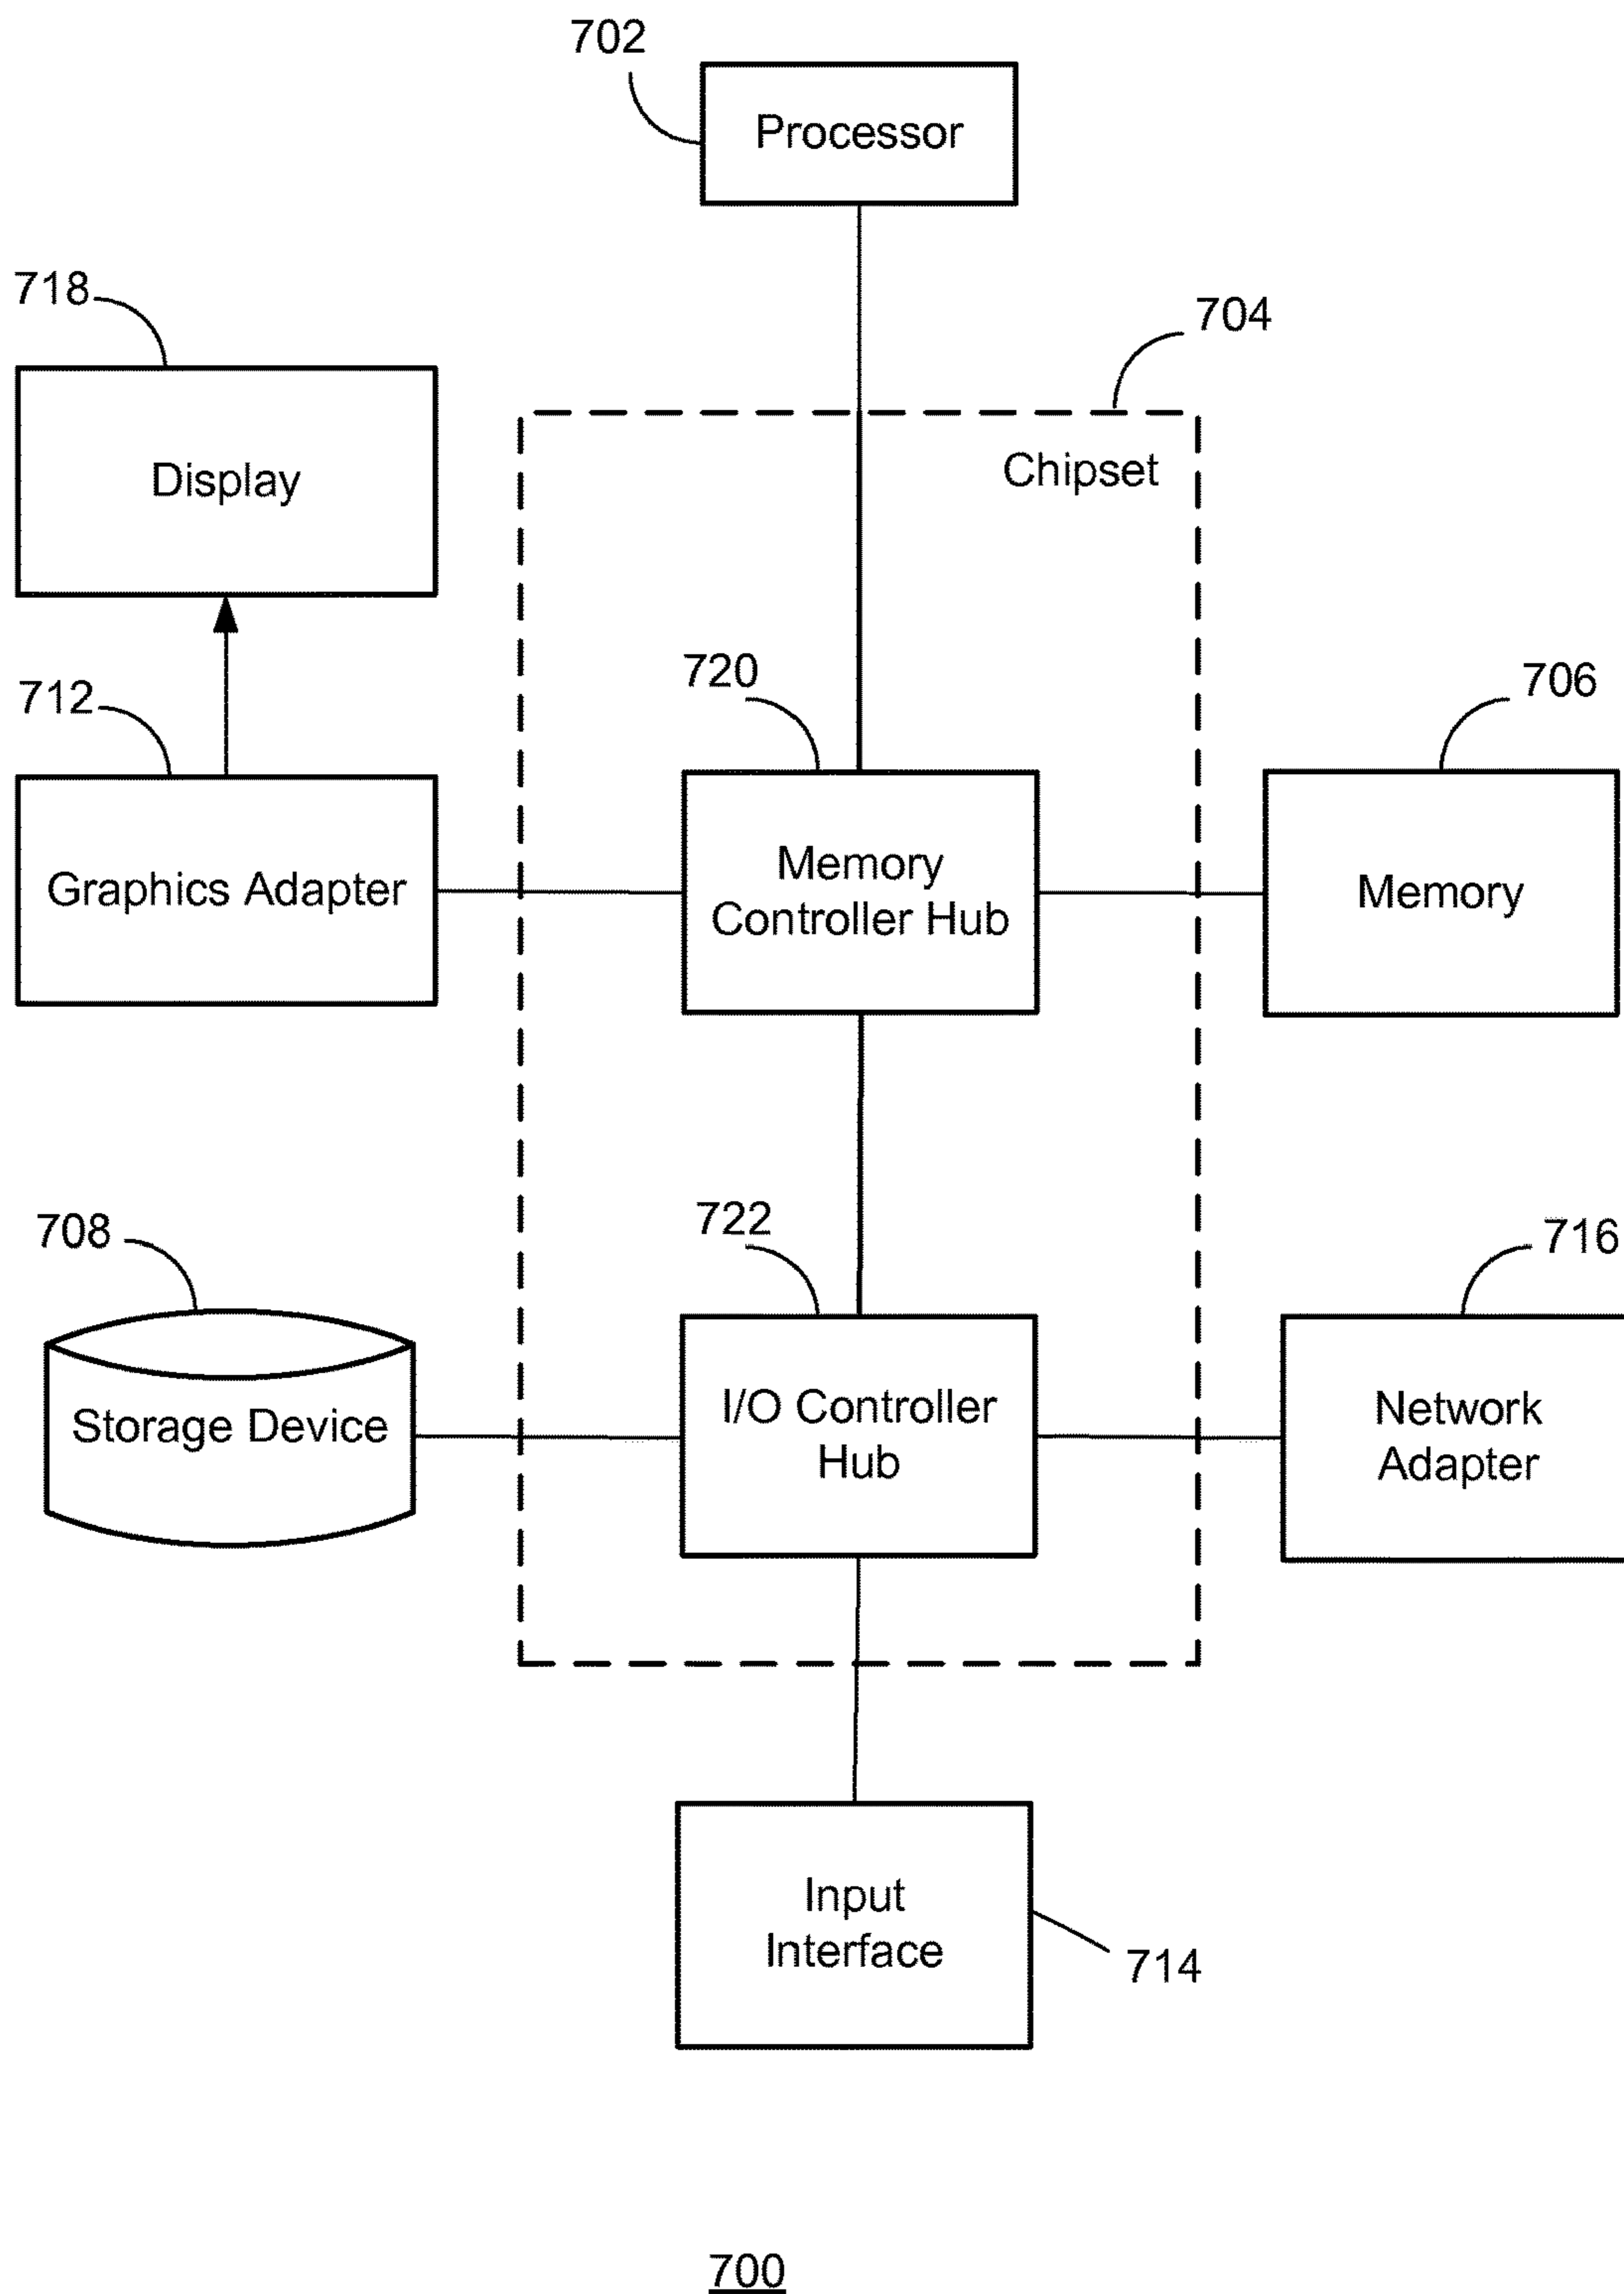 702
Processor
718
704
Display
Chipset
720
706
712
Graphics Adapter
Memory
Controller Hub
Memory
708
722
716
Storage Device
I/O Controller
Hub
Network
Adapter
Input
Interface
714
700